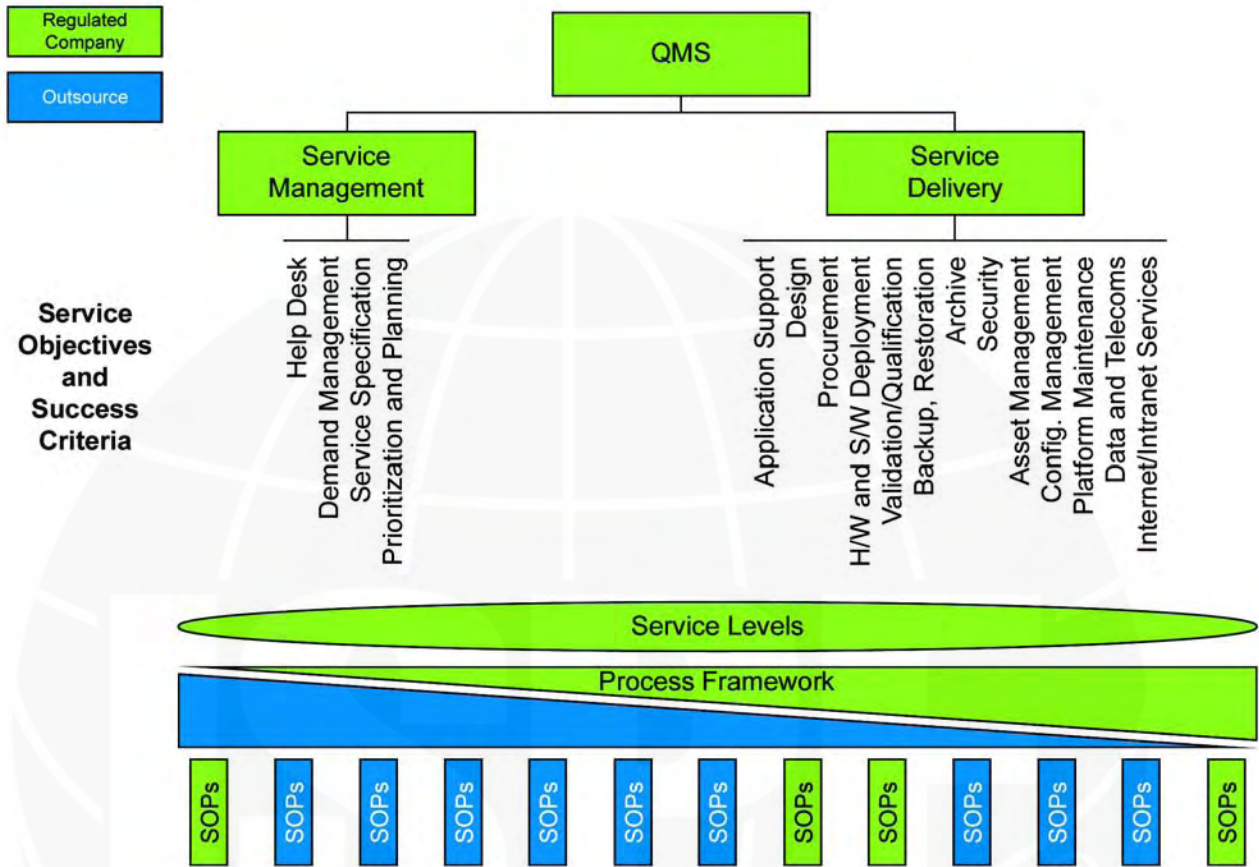 Regulated
Company
Outsource
QMS
Service
Management
Service
Delivery
Service
Objectives
and
Success
Criteria
Help Desk
Demand Management
Service Specification
Prioritization and Planning
Application Support
Design
Procurement
H/W and S/W Deployment
Validation/Qualification
Backup, Restoration
Archive
Security
Asset Management
Config. Management
Platform Maintenance
Data and Telecoms
Internet/Intranet Services
Service Levels
Process Framework
SOPs
SOPs
SOPs
SOPs
SOPs
SOPs
SOPs
SOPs
SOPs
SOPs
SOPs
SOPs
SOPs